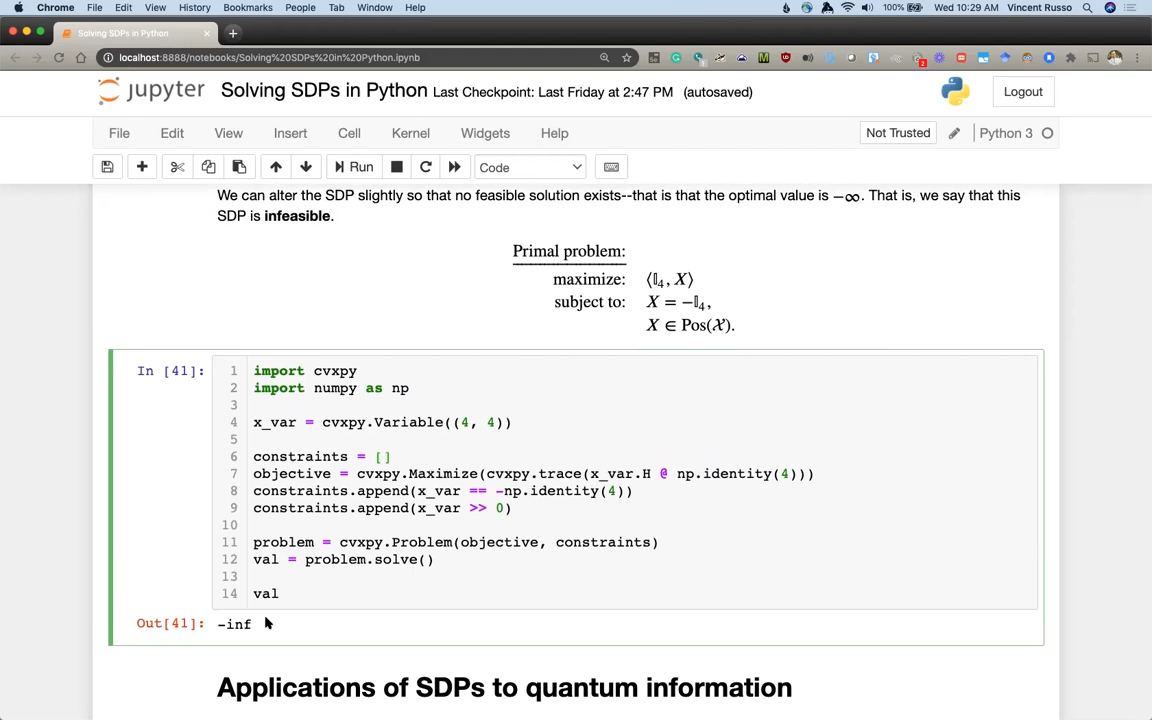 Chrome File Edit View History Bookmarks People Tab Window Help 100% Wed 10:29 AM Vincent Russo
Solving SDPs in Python
localhost:8888/notebooks/Solving%20SDPs%20in%20Python.ipynb
jupyter Solving SDPs in Python Last Checkpoint: Last Friday at 2:47 PM (autosaved) Logout
File Edit View Insert Cell Kernel Widgets Help Not Trusted Python 3
Run Code
We can alter the SDP slightly so that no feasible solution exists--that is that the optimal value is −∞. That is, we say that this
SDP is infeasible.
Primal problem:
maximize: ⟨𝕀₄, X⟩
subject to: X = −𝕀₄,
X ∈ Pos(𝒳).
In [41]:
1 import cvxpy
2 import numpy as np
3
4 x_var = cvxpy.Variable((4, 4))
5
6 constraints = []
7 objective = cvxpy.Maximize(cvxpy.trace(x_var.H @ np.identity(4)))
8 constraints.append(x_var == -np.identity(4))
9 constraints.append(x_var >> 0)
10
11 problem = cvxpy.Problem(objective, constraints)
12 val = problem.solve()
13
14 val
Out[41]: -inf
Applications of SDPs to quantum information